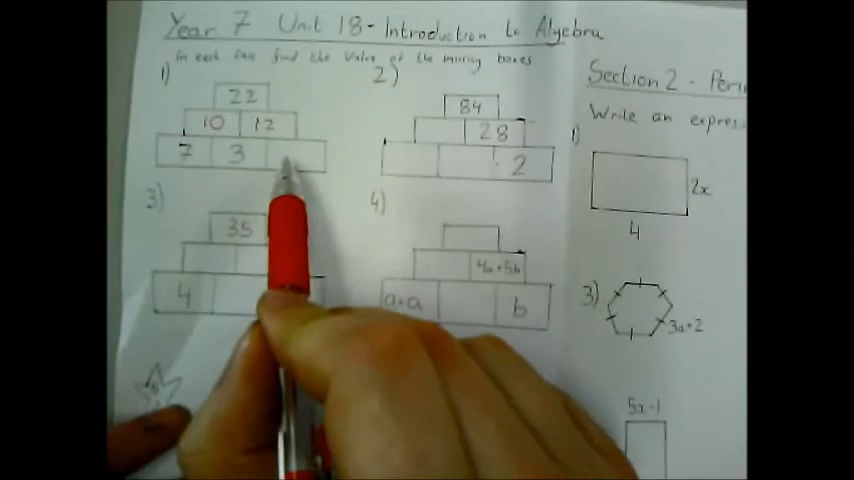 Year 7 Unit 18 - Introduction to Algebra
in each case find the value of the missing boxes
1)
22
10 12
7 3
2)
84
28
2
3)
35
4
4)
4a+5b
a+a b
Section 2 - Peri
Write an expres
1)
2x
4
3)
3a+2
5x-1